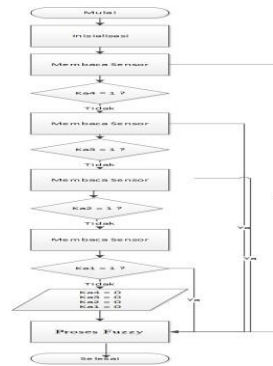 Mulai
Inisialisasi
Membaca Sensor
Ka4 = 1 ?
Tidak
Membaca Sensor
Ka3 = 1 ?
Tidak
Membaca Sensor
Ka2 = 1 ?
Tidak
Membaca Sensor
Ka1 = 1 ?
Tidak
Ya
Ya
Ya
Ka4 = 0
Ka3 = 0
Ka2 = 0
Ka1 = 0
Proses Fuzzy
Selesai